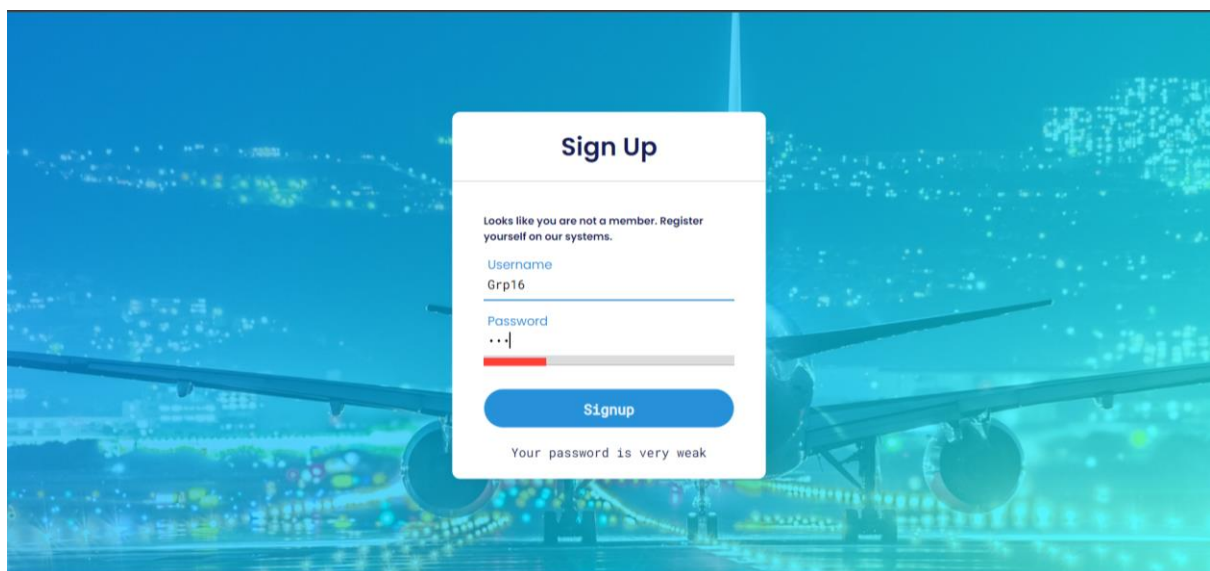 Sign Up
Looks like you are not a member. Register
yourself on our systems.
Username
Grp16
Password
•••
Signup
Your password is very weak